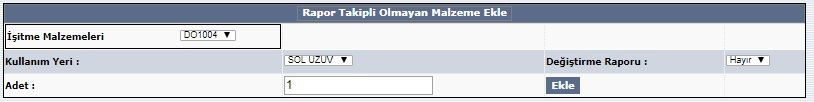 Rapor Takipli Olmayan Malzeme Ekle
İşitme Malzemeleri DO1004
Kullanım Yeri : SOL UZUV Değiştirme Raporu : Hayır
Adet : 1 Ekle